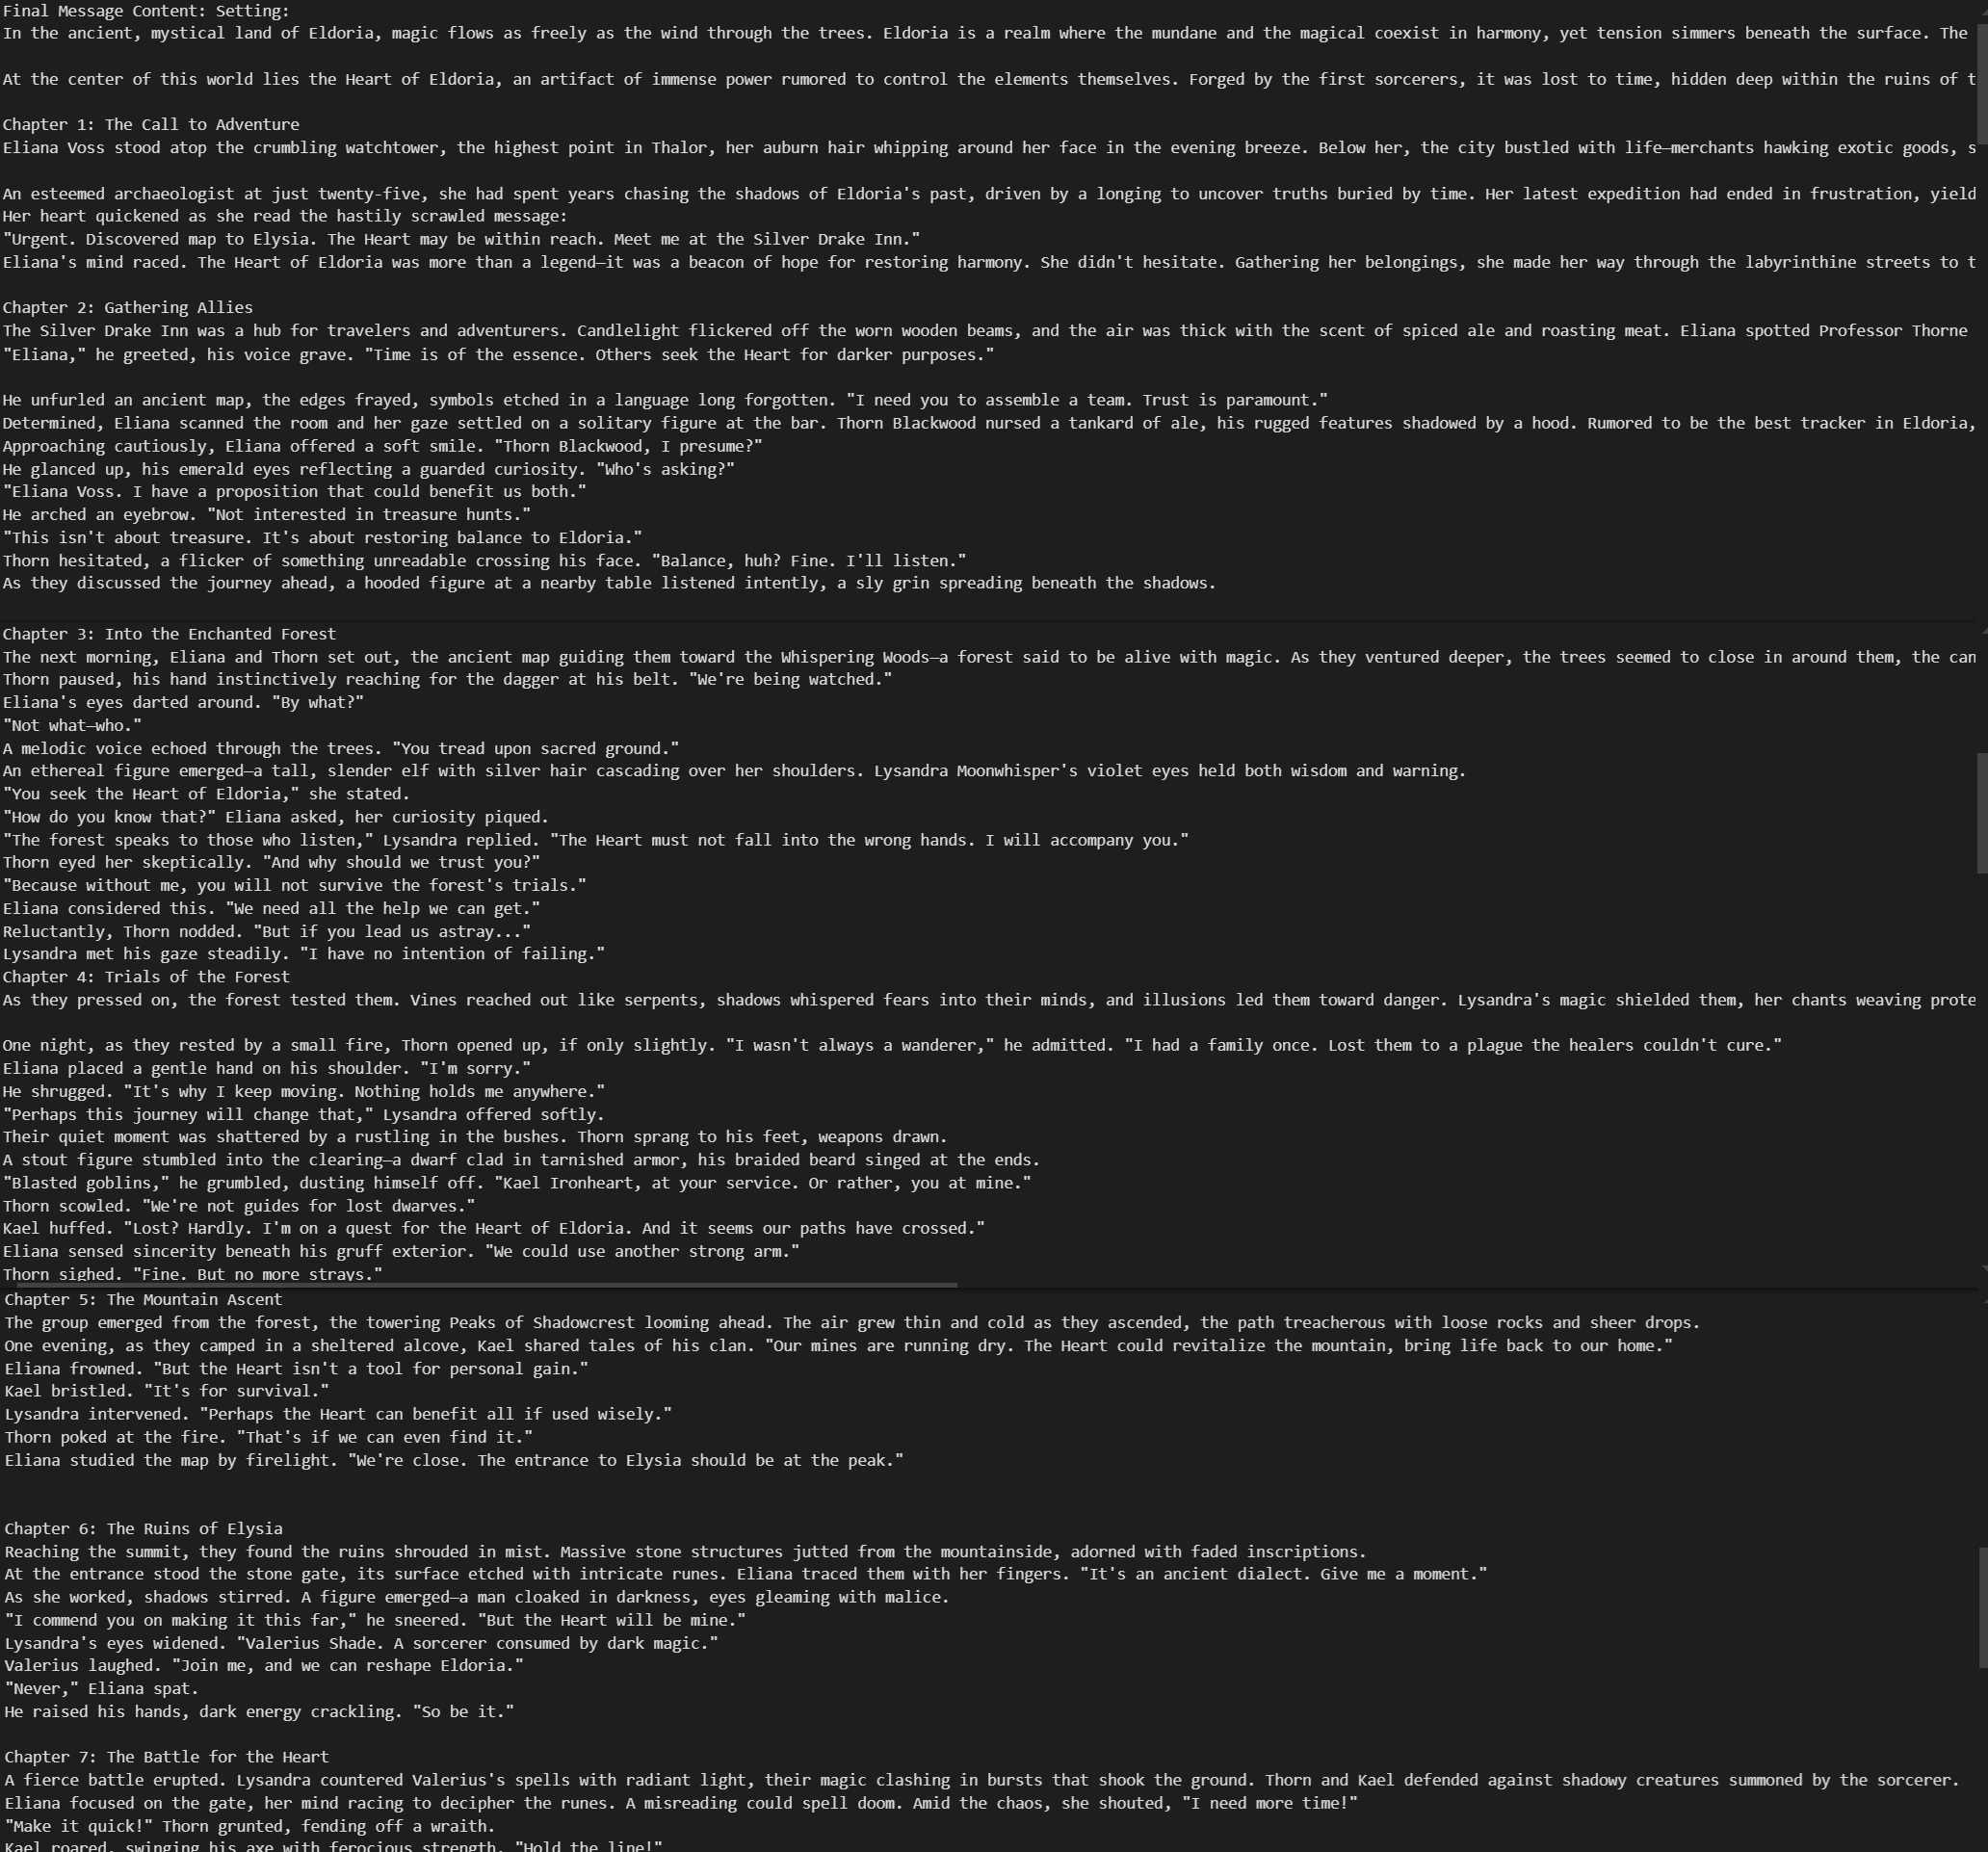 Final Message Content: Setting:
In the ancient, mystical land of Eldoria, magic flows as freely as the wind through the trees. Eldoria is a realm where the mundane and the magical coexist in harmony, yet tension simmers beneath the surface. The
At the center of this world lies the Heart of Eldoria, an artifact of immense power rumored to control the elements themselves. Forged by the first sorcerers, it was lost to time, hidden deep within the ruins of t
Chapter 1: The Call to Adventure
Eliana Voss stood atop the crumbling watchtower, the highest point in Thalor, her auburn hair whipping around her face in the evening breeze. Below her, the city bustled with life—merchants hawking exotic goods, s
An esteemed archaeologist at just twenty-five, she had spent years chasing the shadows of Eldoria's past, driven by a longing to uncover truths buried by time. Her latest expedition had ended in frustration, yield
Her heart quickened as she read the hastily scrawled message:
"Urgent. Discovered map to Elysia. The Heart may be within reach. Meet me at the Silver Drake Inn."
Eliana's mind raced. The Heart of Eldoria was more than a legend—it was a beacon of hope for restoring harmony. She didn't hesitate. Gathering her belongings, she made her way through the labyrinthine streets to t
Chapter 2: Gathering Allies
The Silver Drake Inn was a hub for travelers and adventurers. Candlelight flickered off the worn wooden beams, and the air was thick with the scent of spiced ale and roasting meat. Eliana spotted Professor Thorne
"Eliana," he greeted, his voice grave. "Time is of the essence. Others seek the Heart for darker purposes."
He unfurled an ancient map, the edges frayed, symbols etched in a language long forgotten. "I need you to assemble a team. Trust is paramount."
Determined, Eliana scanned the room and her gaze settled on a solitary figure at the bar. Thorn Blackwood nursed a tankard of ale, his rugged features shadowed by a hood. Rumored to be the best tracker in Eldoria,
Approaching cautiously, Eliana offered a soft smile. "Thorn Blackwood, I presume?"
He glanced up, his emerald eyes reflecting a guarded curiosity. "Who's asking?"
"Eliana Voss. I have a proposition that could benefit us both."
He arched an eyebrow. "Not interested in treasure hunts."
"This isn't about treasure. It's about restoring balance to Eldoria."
Thorn hesitated, a flicker of something unreadable crossing his face. "Balance, huh? Fine. I'll listen."
As they discussed the journey ahead, a hooded figure at a nearby table listened intently, a sly grin spreading beneath the shadows.
Chapter 3: Into the Enchanted Forest
The next morning, Eliana and Thorn set out, the ancient map guiding them toward the Whispering Woods—a forest said to be alive with magic. As they ventured deeper, the trees seemed to close in around them, the can
Thorn paused, his hand instinctively reaching for the dagger at his belt. "We're being watched."
Eliana's eyes darted around. "By what?"
"Not what—who."
A melodic voice echoed through the trees. "You tread upon sacred ground."
An ethereal figure emerged—a tall, slender elf with silver hair cascading over her shoulders. Lysandra Moonwhisper's violet eyes held both wisdom and warning.
"You seek the Heart of Eldoria," she stated.
"How do you know that?" Eliana asked, her curiosity piqued.
"The forest speaks to those who listen," Lysandra replied. "The Heart must not fall into the wrong hands. I will accompany you."
Thorn eyed her skeptically. "And why should we trust you?"
"Because without me, you will not survive the forest's trials."
Eliana considered this. "We need all the help we can get."
Reluctantly, Thorn nodded. "But if you lead us astray..."
Lysandra met his gaze steadily. "I have no intention of failing."
Chapter 4: Trials of the Forest
As they pressed on, the forest tested them. Vines reached out like serpents, shadows whispered fears into their minds, and illusions led them toward danger. Lysandra's magic shielded them, her chants weaving prote
One night, as they rested by a small fire, Thorn opened up, if only slightly. "I wasn't always a wanderer," he admitted. "I had a family once. Lost them to a plague the healers couldn't cure."
Eliana placed a gentle hand on his shoulder. "I'm sorry."
He shrugged. "It's why I keep moving. Nothing holds me anywhere."
"Perhaps this journey will change that," Lysandra offered softly.
Their quiet moment was shattered by a rustling in the bushes. Thorn sprang to his feet, weapons drawn.
A stout figure stumbled into the clearing—a dwarf clad in tarnished armor, his braided beard singed at the ends.
"Blasted goblins," he grumbled, dusting himself off. "Kael Ironheart, at your service. Or rather, you at mine."
Thorn scowled. "We're not guides for lost dwarves."
Kael huffed. "Lost? Hardly. I'm on a quest for the Heart of Eldoria. And it seems our paths have crossed."
Eliana sensed sincerity beneath his gruff exterior. "We could use another strong arm."
Thorn sighed. "Fine. But no more strays."
Chapter 5: The Mountain Ascent
The group emerged from the forest, the towering Peaks of Shadowcrest looming ahead. The air grew thin and cold as they ascended, the path treacherous with loose rocks and sheer drops.
One evening, as they camped in a sheltered alcove, Kael shared tales of his clan. "Our mines are running dry. The Heart could revitalize the mountain, bring life back to our home."
Eliana frowned. "But the Heart isn't a tool for personal gain."
Kael bristled. "It's for survival."
Lysandra intervened. "Perhaps the Heart can benefit all if used wisely."
Thorn poked at the fire. "That's if we can even find it."
Eliana studied the map by firelight. "We're close. The entrance to Elysia should be at the peak."
Chapter 6: The Ruins of Elysia
Reaching the summit, they found the ruins shrouded in mist. Massive stone structures jutted from the mountainside, adorned with faded inscriptions.
At the entrance stood the stone gate, its surface etched with intricate runes. Eliana traced them with her fingers. "It's an ancient dialect. Give me a moment."
As she worked, shadows stirred. A figure emerged—a man cloaked in darkness, eyes gleaming with malice.
"I commend you on making it this far," he sneered. "But the Heart will be mine."
Lysandra's eyes widened. "Valerius Shade. A sorcerer consumed by dark magic."
Valerius laughed. "Join me, and we can reshape Eldoria."
"Never," Eliana spat.
He raised his hands, dark energy crackling. "So be it."
Chapter 7: The Battle for the Heart
A fierce battle erupted. Lysandra countered Valerius's spells with radiant light, their magic clashing in bursts that shook the ground. Thorn and Kael defended against shadowy creatures summoned by the sorcerer.
Eliana focused on the gate, her mind racing to decipher the runes. A misreading could spell doom. Amid the chaos, she shouted, "I need more time!"
"Make it quick!" Thorn grunted, fending off a wraith.
Kael roared, swinging his axe with ferocious strength. "Hold the line!"